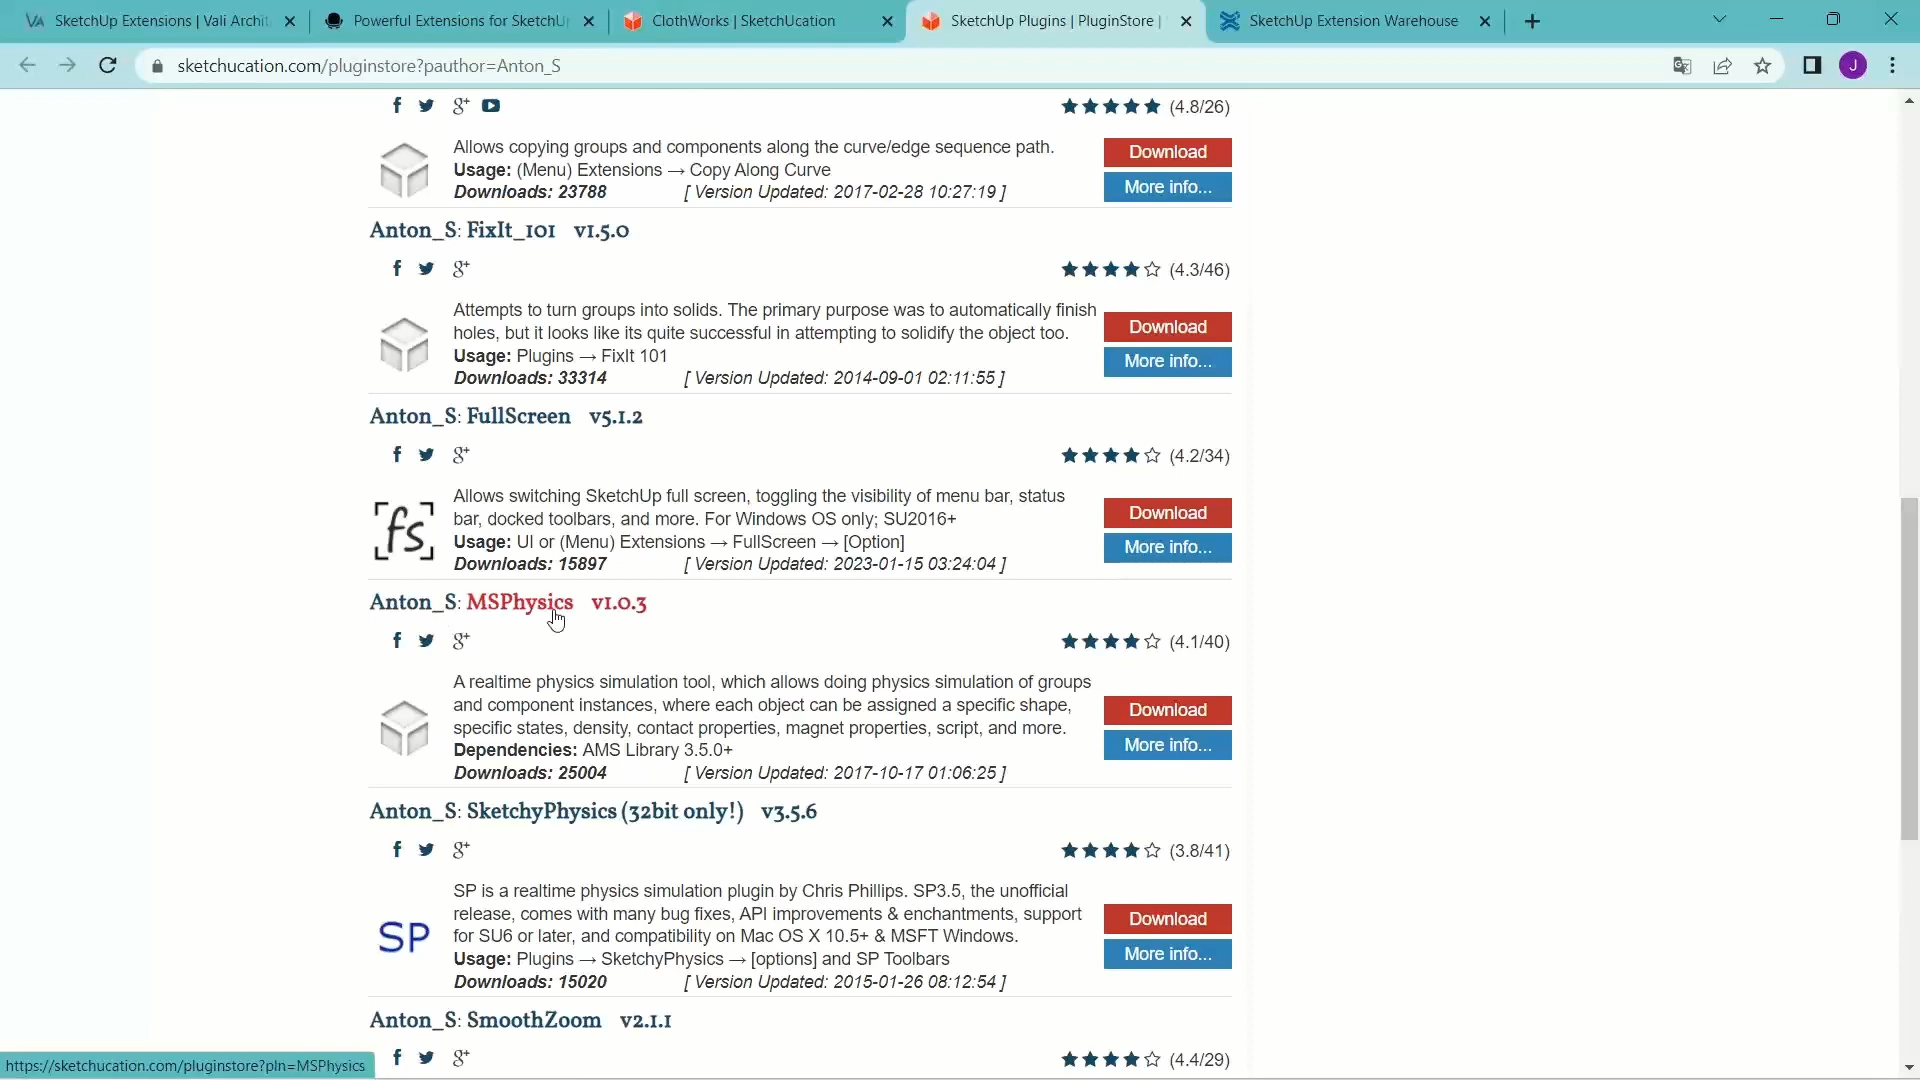 VA SketchUp Extensions | Vali Archit
Powerful Extensions for SketchU
ClothWorks | SketchUcation
SketchUp Plugins | PluginStore |
SketchUp Extension Warehouse
sketchucation.com/pluginstore?pauthor=Anton_S
J
f g+
(4.8/26)
Allows copying groups and components along the curve/edge sequence path.
Usage: (Menu) Extensions → Copy Along Curve
Downloads: 23788 [ Version Updated: 2017-02-28 10:27:19 ]
Download
More info...
Anton_S: FixIt_101 v1.5.0
f g+
(4.3/46)
Attempts to turn groups into solids. The primary purpose was to automatically finish
holes, but it looks like its quite successful in attempting to solidify the object too.
Usage: Plugins → FixIt 101
Downloads: 33314 [ Version Updated: 2014-09-01 02:11:55 ]
Download
More info...
Anton_S: FullScreen v5.1.2
f g+
(4.2/34)
[fs]
Allows switching SketchUp full screen, toggling the visibility of menu bar, status
bar, docked toolbars, and more. For Windows OS only; SU2016+
Usage: UI or (Menu) Extensions → FullScreen → [Option]
Downloads: 15897 [ Version Updated: 2023-01-15 03:24:04 ]
Download
More info...
Anton_S: MSPhysics v1.0.3
f g+
(4.1/40)
A realtime physics simulation tool, which allows doing physics simulation of groups
and component instances, where each object can be assigned a specific shape,
specific states, density, contact properties, magnet properties, script, and more.
Dependencies: AMS Library 3.5.0+
Downloads: 25004 [ Version Updated: 2017-10-17 01:06:25 ]
Download
More info...
Anton_S: SketchyPhysics (32bit only!) v3.5.6
f g+
(3.8/41)
SP
SP is a realtime physics simulation plugin by Chris Phillips. SP3.5, the unofficial
release, comes with many bug fixes, API improvements & enchantments, support
for SU6 or later, and compatibility on Mac OS X 10.5+ & MSFT Windows.
Usage: Plugins → SketchyPhysics → [options] and SP Toolbars
Downloads: 15020 [ Version Updated: 2015-01-26 08:12:54 ]
Download
More info...
Anton_S: SmoothZoom v2.1.1
f g+
(4.4/29)
https://sketchucation.com/pluginstore?pln=MSPhysics